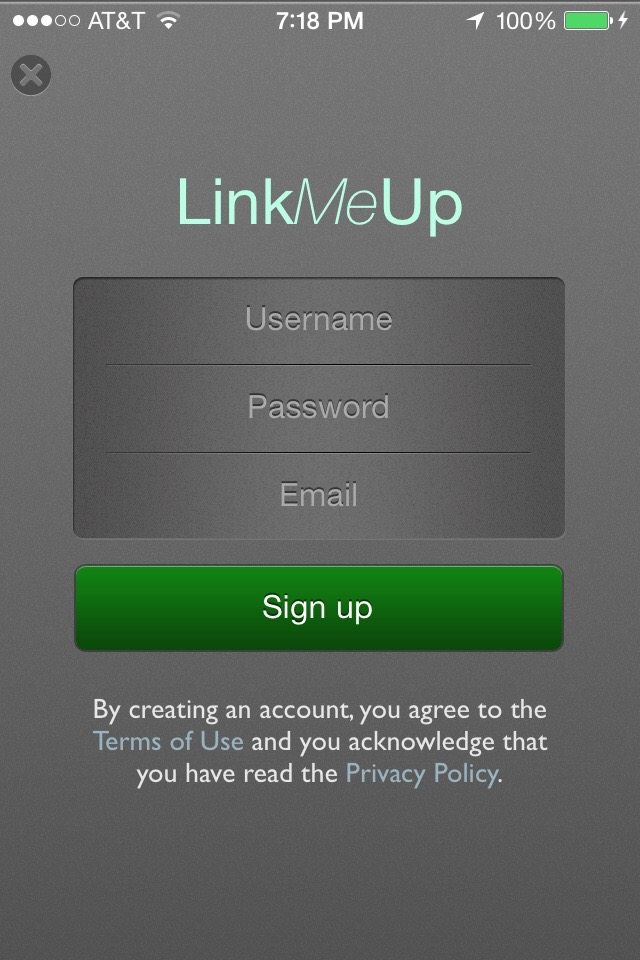 AT&T 7:18 PM 100%
LinkMeUp
Username
Password
Email
Sign up
By creating an account, you agree to the
Terms of Use and you acknowledge that
you have read the Privacy Policy.